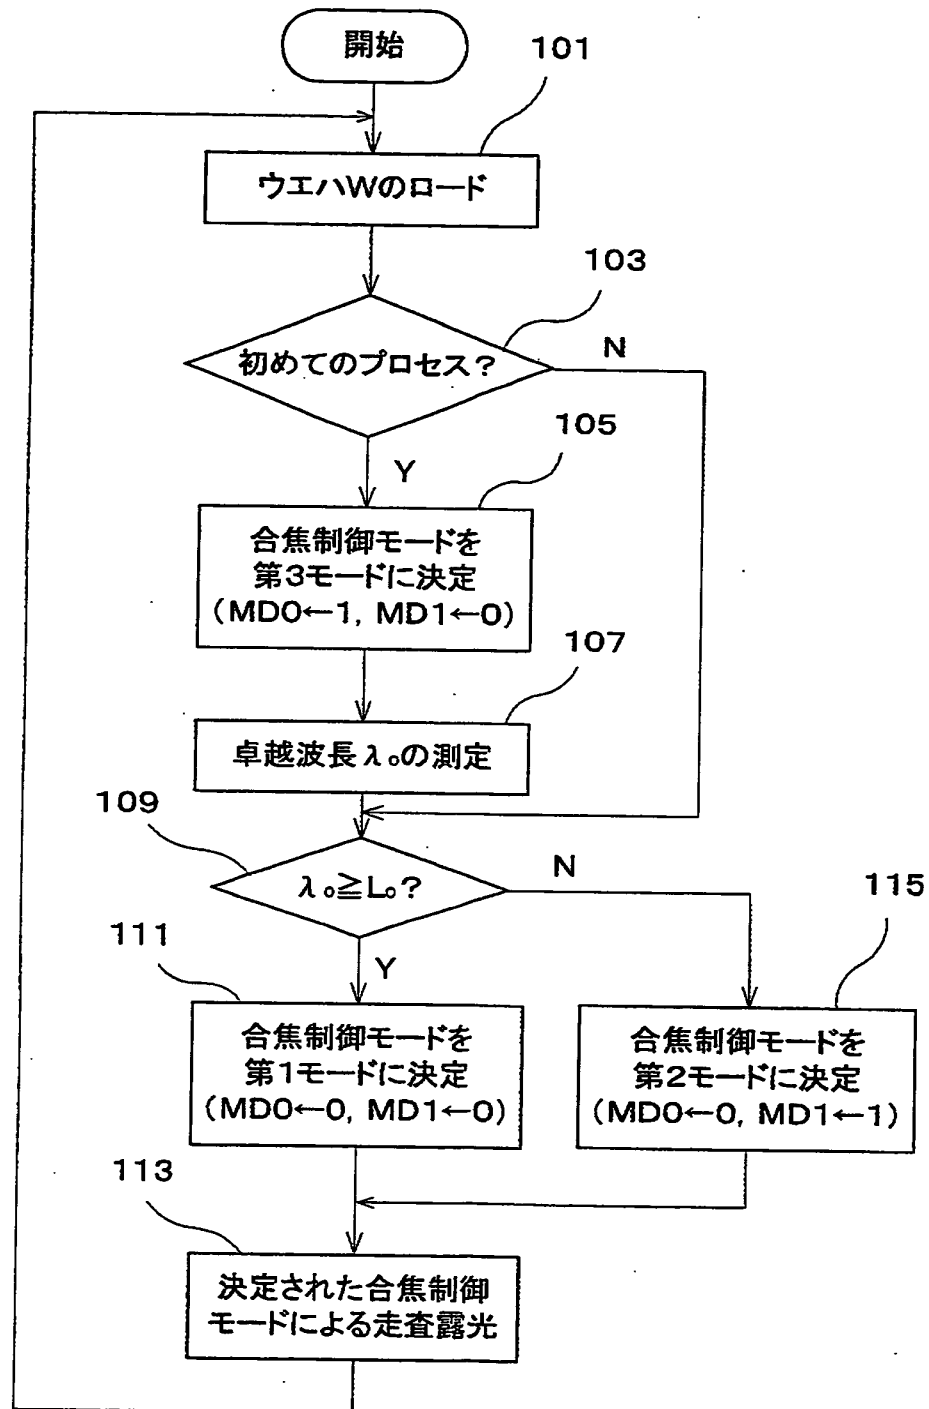 開始
101
ウエハWのロード
103
初めてのプロセス?
N
105
Y
合焦制御モードを
第3モードに決定
(MD0←1, MD1←0)
107
卓越波長λ₀の測定
109
λ₀≧L₀?
N
115
111
Y
合焦制御モードを
第1モードに決定
(MD0←0, MD1←0)
合焦制御モードを
第2モードに決定
(MD0←0, MD1←1)
113
決定された合焦制御
モードによる走査露光